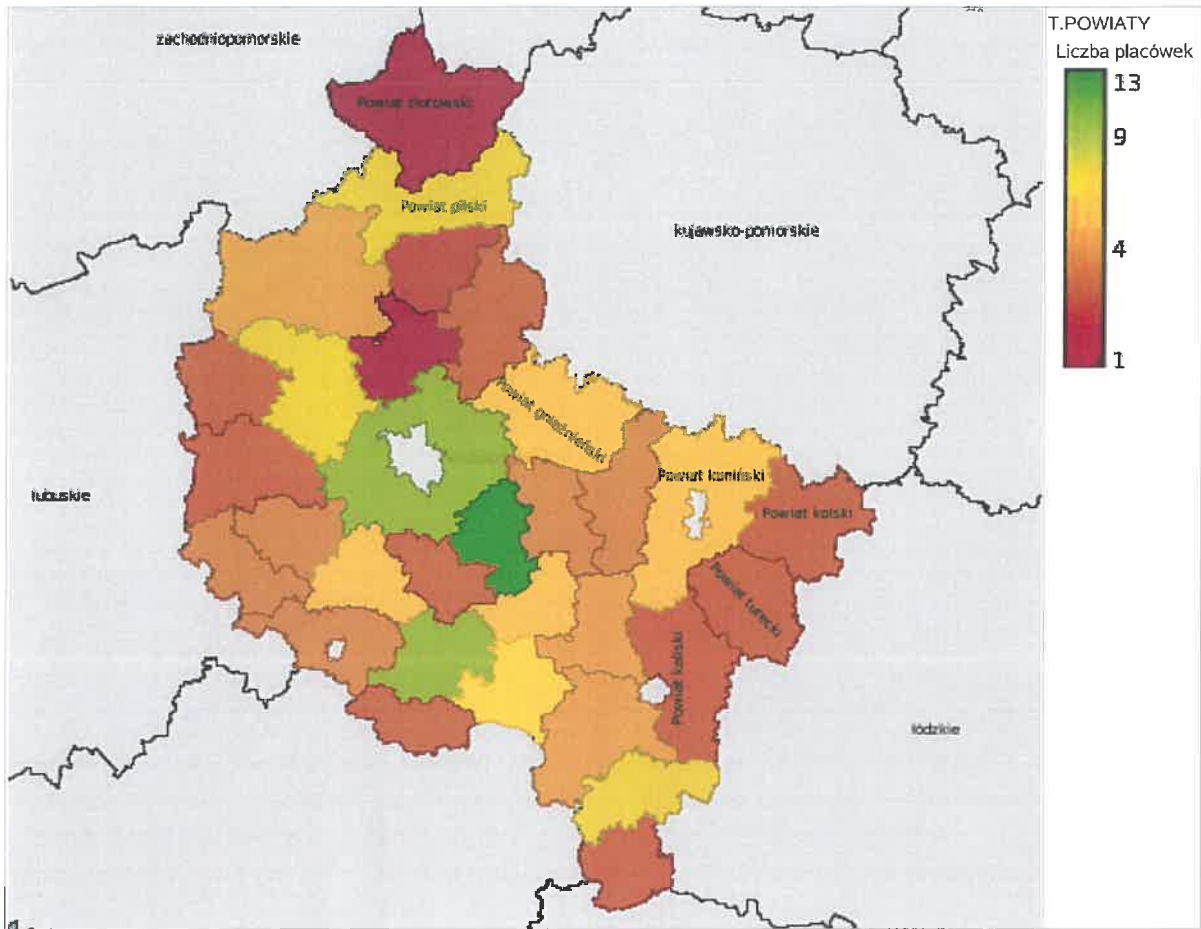 T.POWIATY
Liczba placówek
13
9
4
1
zachodniopomorskie
Powiat złotowski
Powiat pilski
kujawsko-pomorskie
Powiat gnieźnieński
Powiat koniński
lubuskie
Powiat kolski
Powiat turecki
Powiat kaliski
łódzkie